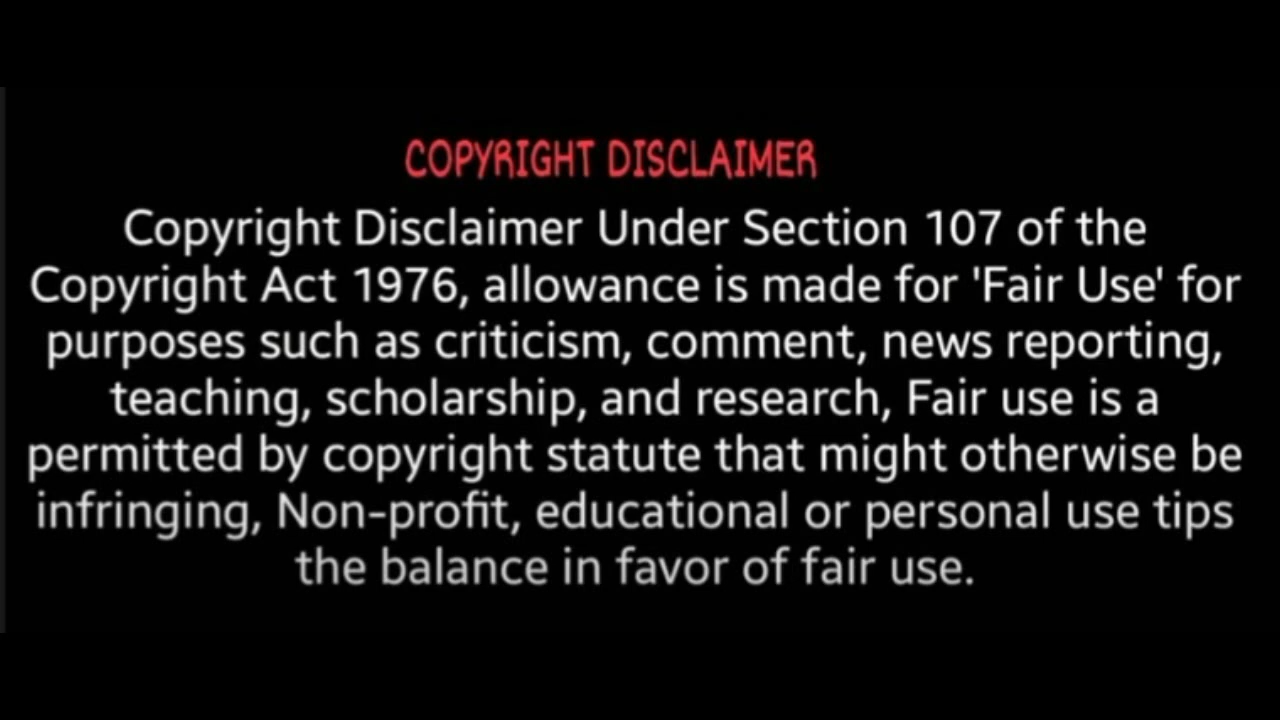 COPYRIGHT DISCLAIMER
Copyright Disclaimer Under Section 107 of the
Copyright Act 1976, allowance is made for 'Fair Use' for
purposes such as criticism, comment, news reporting,
teaching, scholarship, and research, Fair use is a
permitted by copyright statute that might otherwise be
infringing, Non-profit, educational or personal use tips
the balance in favor of fair use.